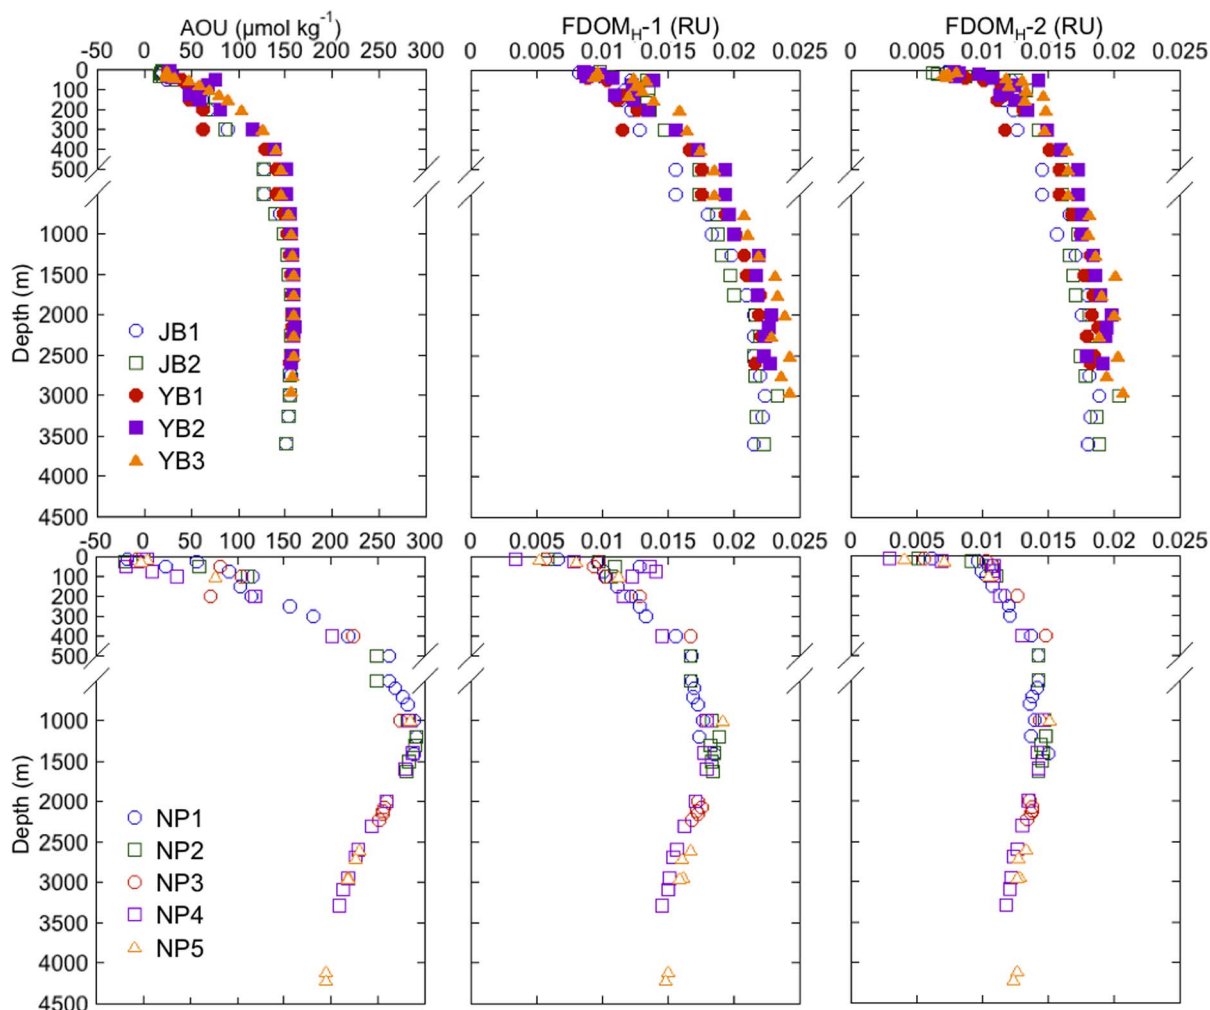 AOU (µmol kg⁻¹) FDOM_H-1 (RU) FDOM_H-2 (RU)
-50 0 50 100 150 200 250 300 0 0.005 0.01 0.015 0.02 0.025 0 0.005 0.01 0.015 0.02 0.025
0
100
200
300
400
500
1000
1500
2000
2500
3000
3500
4000
4500
Depth (m)
JB1
JB2
YB1
YB2
YB3
-50 0 50 100 150 200 250 300 0 0.005 0.01 0.015 0.02 0.025 0 0.005 0.01 0.015 0.02 0.025
0
100
200
300
400
500
1000
1500
2000
2500
3000
3500
4000
4500
Depth (m)
NP1
NP2
NP3
NP4
NP5